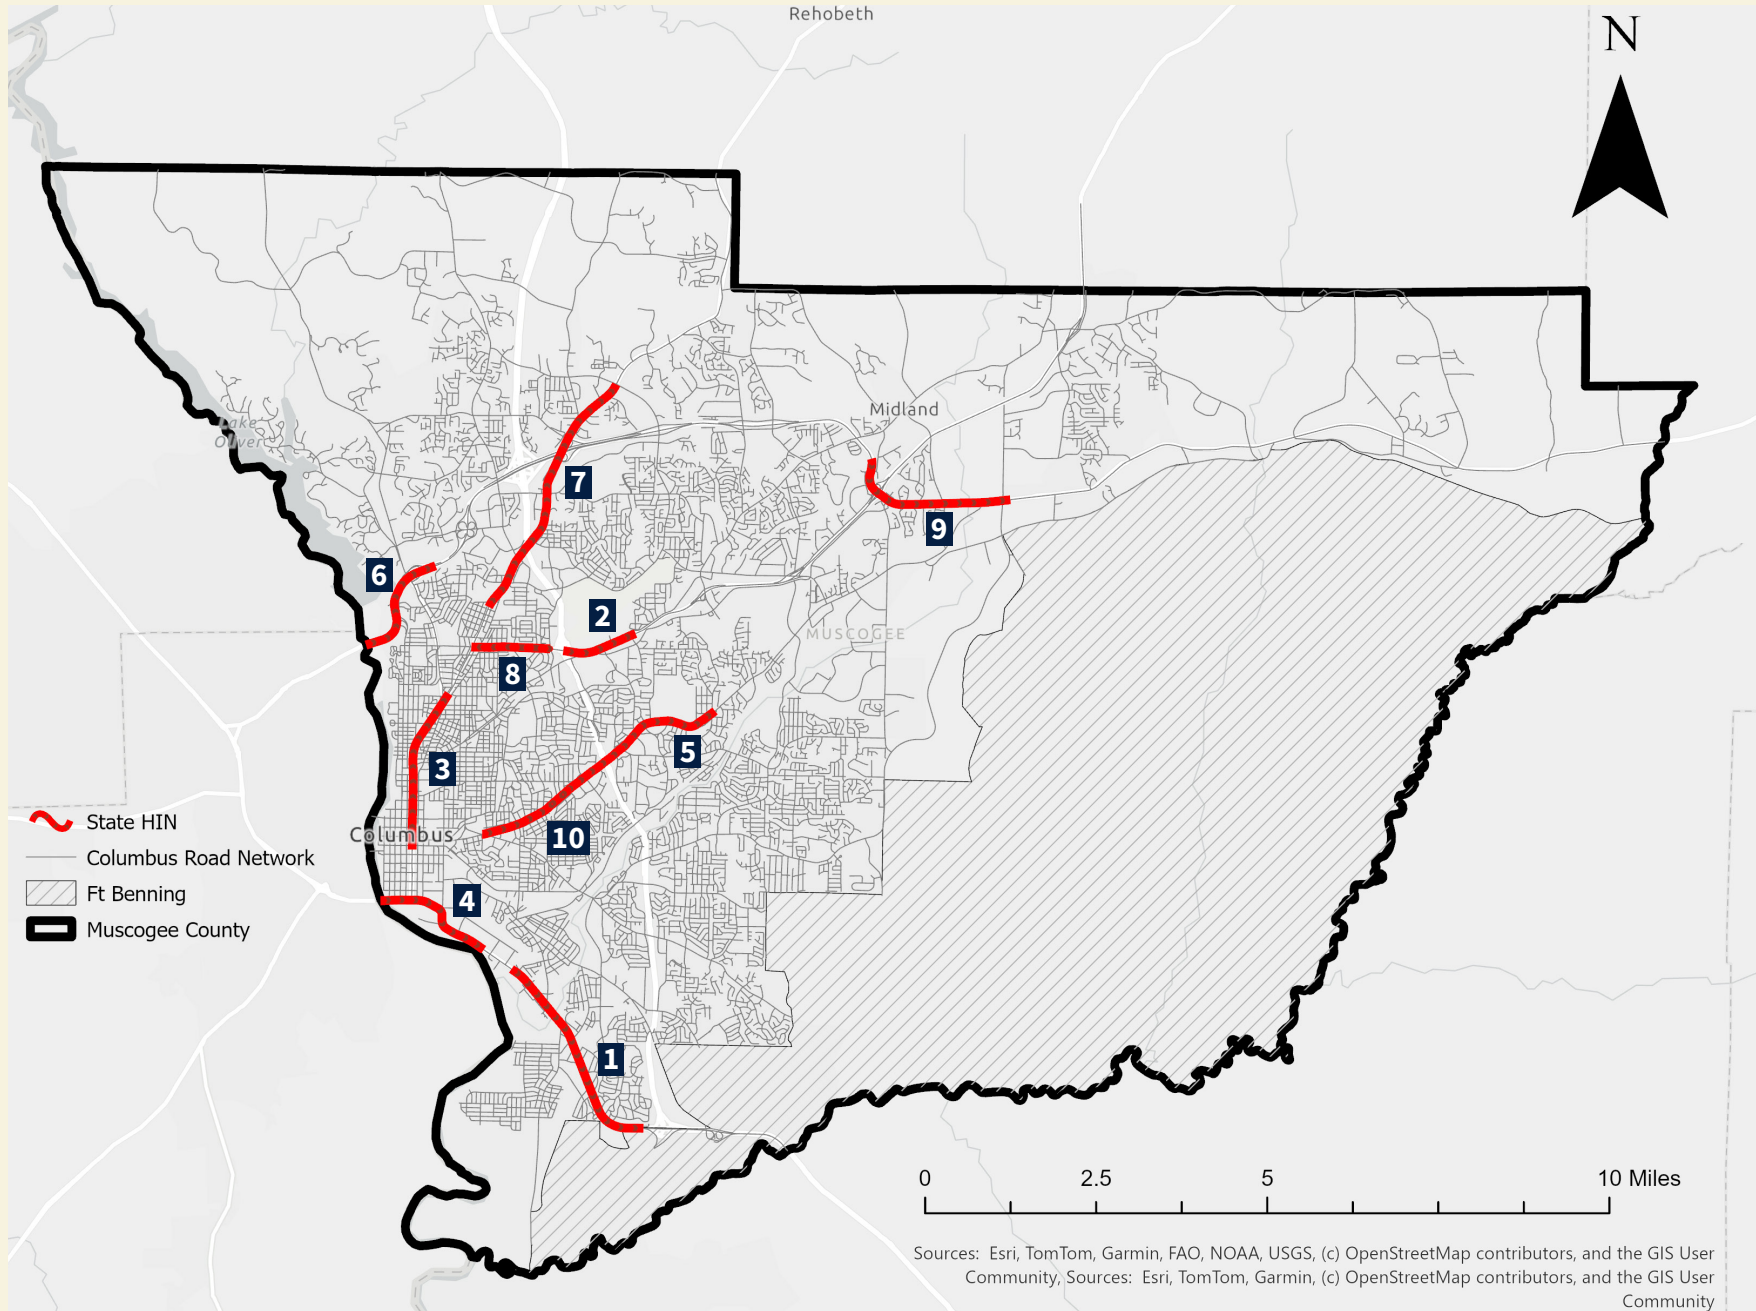 Rehobeth
N
Lake
Oliver
Midland
7
9
6
2
MUSCOGEE
8
5
3
State HIN
Columbus
10
Columbus Road Network
Ft Benning
4
Muscogee County
1
0 2.5 5 10 Miles
Sources: Esri, TomTom, Garmin, FAO, NOAA, USGS, (c) OpenStreetMap contributors, and the GIS User
Community, Sources: Esri, TomTom, Garmin, (c) OpenStreetMap contributors, and the GIS User
Community